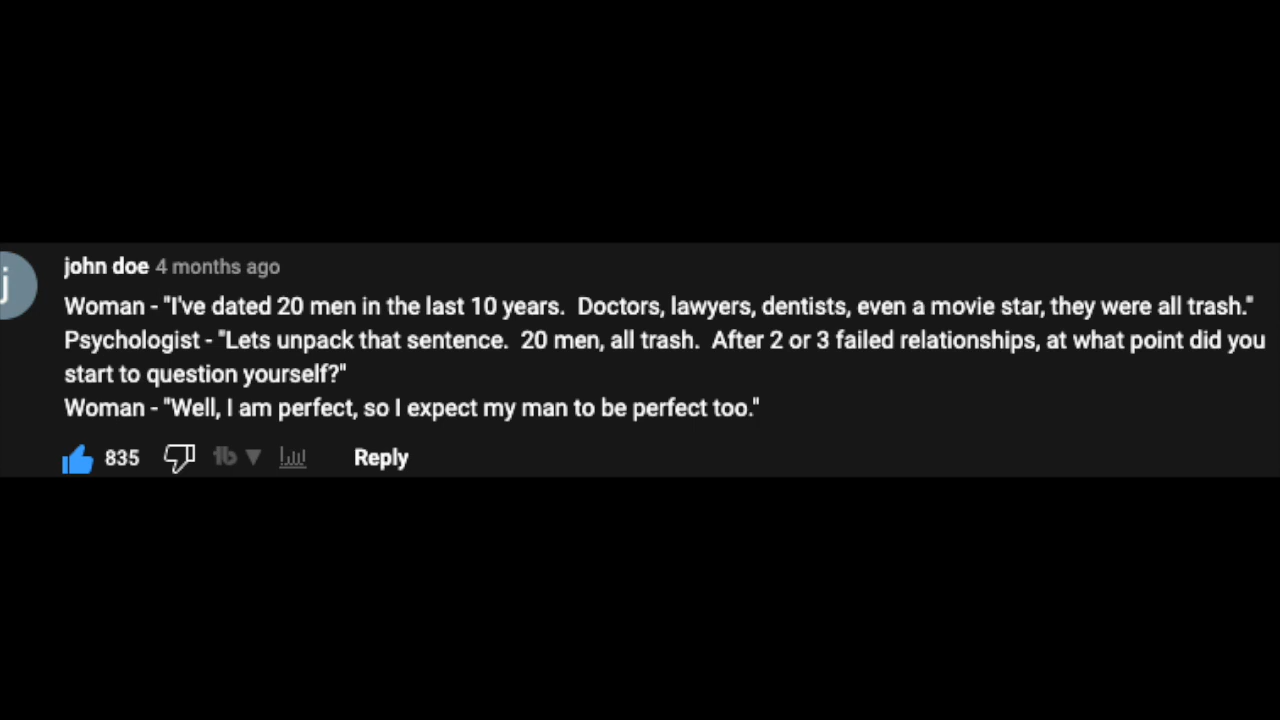 j
john doe 4 months ago
Woman - "I've dated 20 men in the last 10 years.  Doctors, lawyers, dentists, even a movie star, they were all trash."
Psychologist - "Lets unpack that sentence.  20 men, all trash.  After 2 or 3 failed relationships, at what point did you
start to question yourself?"
Woman - "Well, I am perfect, so I expect my man to be perfect too."
835 Reply